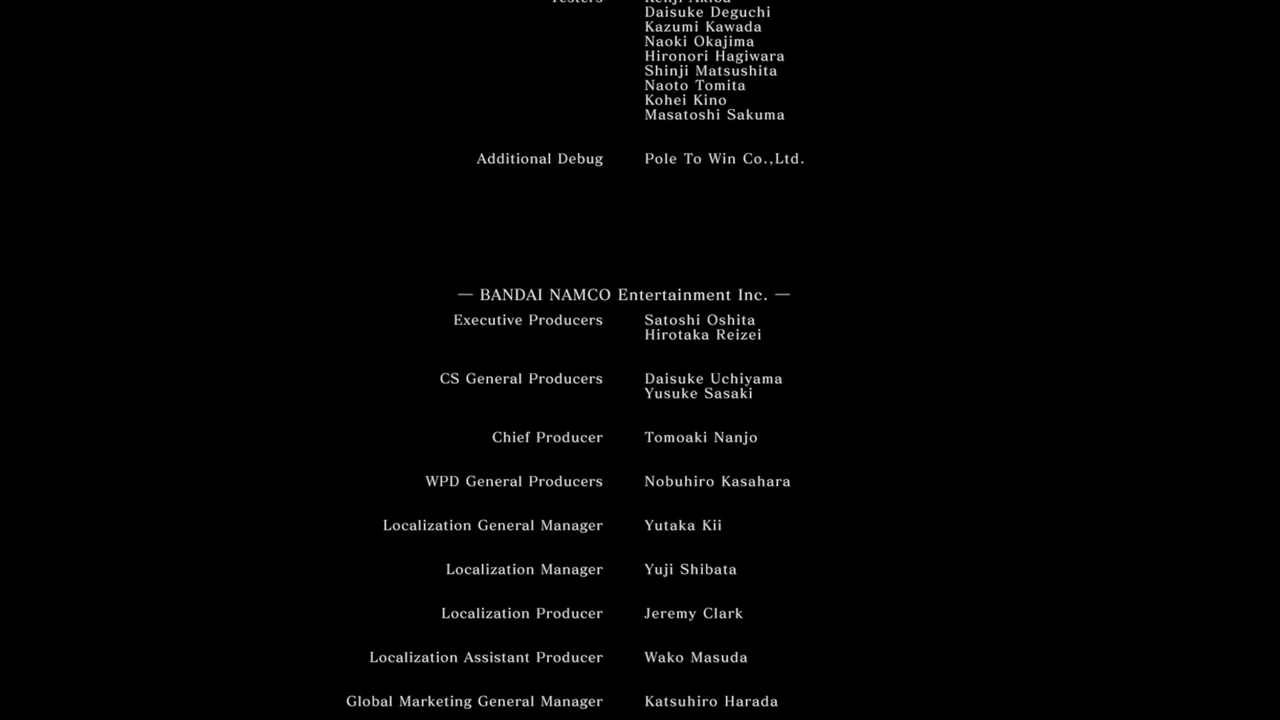 Testers Kenji Akiba
Daisuke Deguchi
Kazumi Kawada
Naoki Okajima
Hironori Hagiwara
Shinji Matsushita
Naoto Tomita
Kohei Kino
Masatoshi Sakuma
Additional Debug Pole To Win Co.,Ltd.
— BANDAI NAMCO Entertainment Inc. —
Executive Producers Satoshi Oshita
Hirotaka Reizei
CS General Producers Daisuke Uchiyama
Yusuke Sasaki
Chief Producer Tomoaki Nanjo
WPD General Producers Nobuhiro Kasahara
Localization General Manager Yutaka Kii
Localization Manager Yuji Shibata
Localization Producer Jeremy Clark
Localization Assistant Producer Wako Masuda
Global Marketing General Manager Katsuhiro Harada